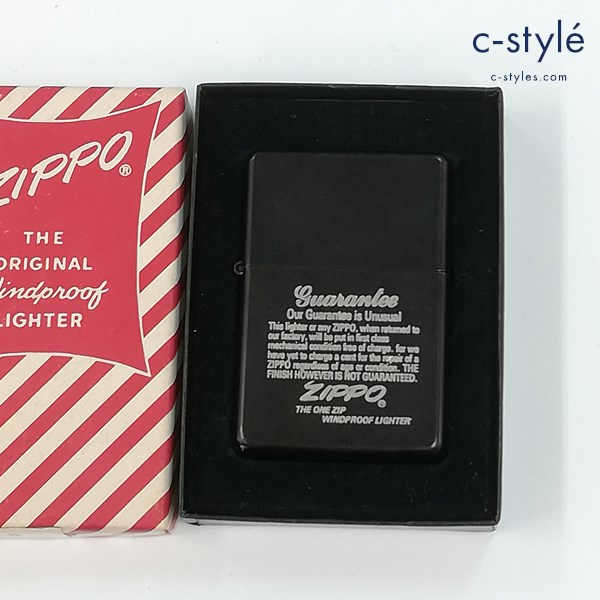 c-stylé
c-styles.com
ZIPPO®
THE
ORIGINAL
Windproof
LIGHTER
Guarantee
Our Guarantee is Unusual
This lighter or any ZIPPO, when returned to
our factory, will be put in first class
mechanical condition free of charge. for we
have yet to charge a cent for the repair of a
ZIPPO regardless of age or condition. THE
FINISH HOWEVER IS NOT GUARANTEED.
ZIPPO®
THE ONE ZIP
WINDPROOF LIGHTER